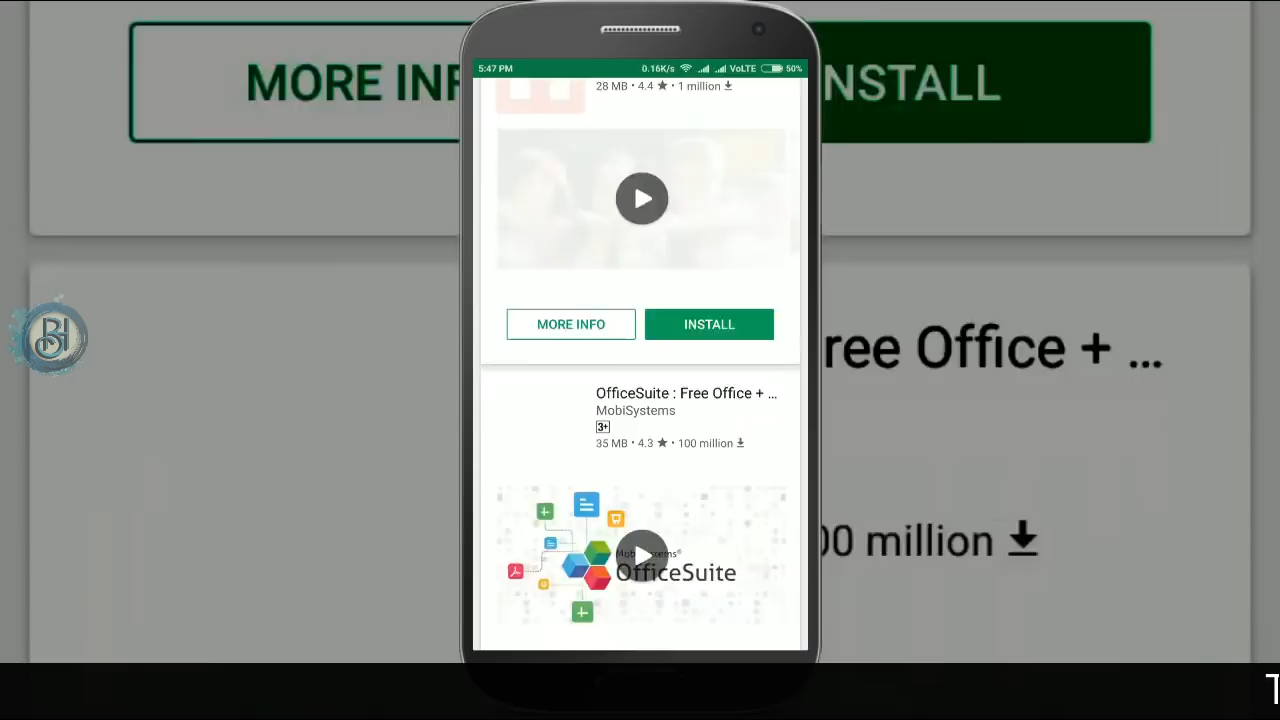 MORE INF
NSTALL
5:47 PM 0.16K/s VoLTE 50%
28 MB • 4.4 ★ • 1 million
MORE INFO
INSTALL
OfficeSuite : Free Office + ...
MobiSystems
3+
35 MB • 4.3 ★ • 100 million
OfficeSuite
ree Office + ...
00 million
BH
T